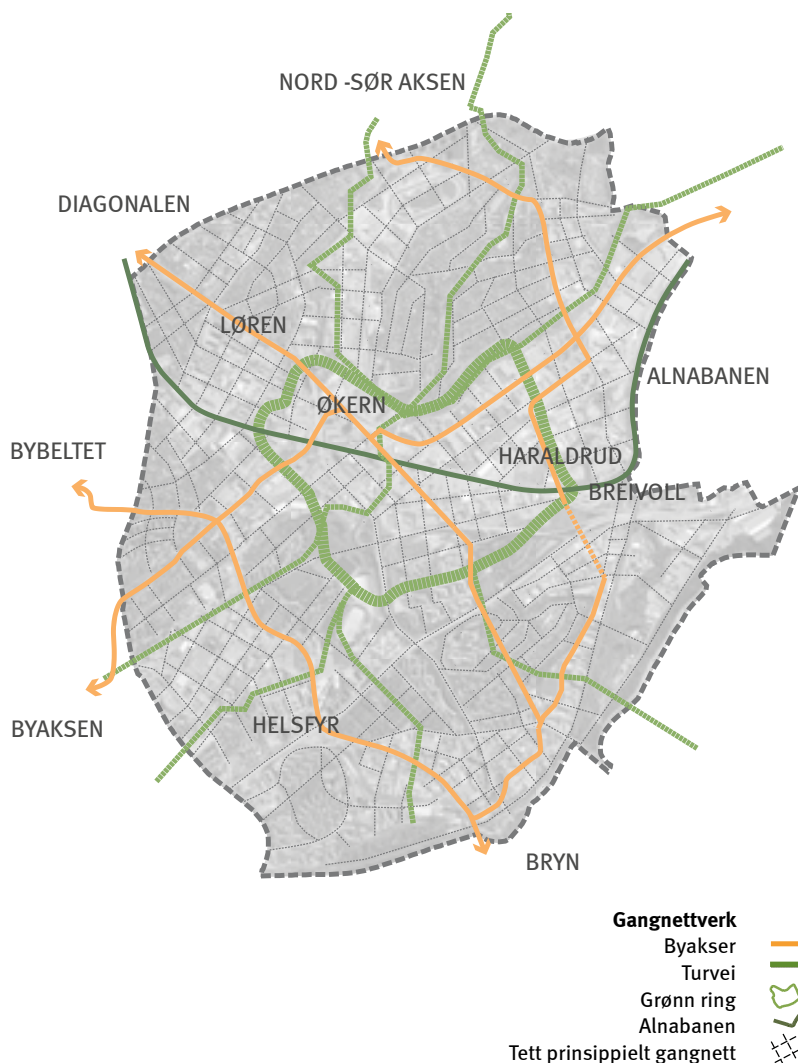 NORD -SØR AKSEN
DIAGONALEN
LØREN
ALNABANEN
ØKERN
BYBELTET
HARALDRUD
BREIVOLL
BYAKSEN
HELSFYR
BRYN
Gangnettverk
Byakser
Turvei
Grønn ring
Alnabanen
Tett prinsippielt gangnett